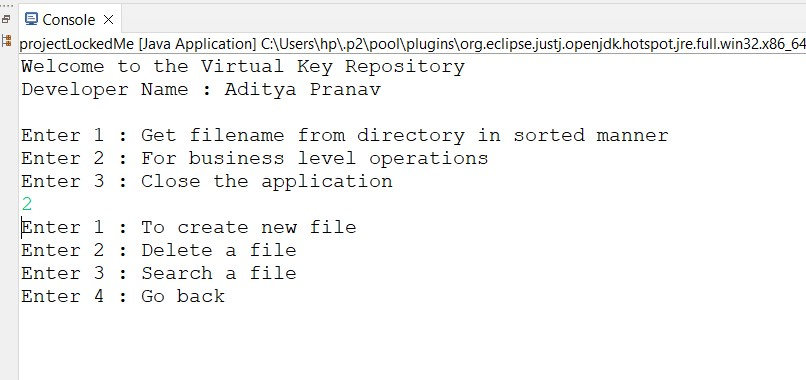 Console
projectLockedMe [Java Application] C:\Users\hp\.p2\pool\plugins\org.eclipse.justj.openjdk.hotspot.jre.full.win32.x86_64
Welcome to the Virtual Key Repository
Developer Name : Aditya Pranav
Enter 1 : Get filename from directory in sorted manner
Enter 2 : For business level operations
Enter 3 : Close the application
2
Enter 1 : To create new file
Enter 2 : Delete a file
Enter 3 : Search a file
Enter 4 : Go back